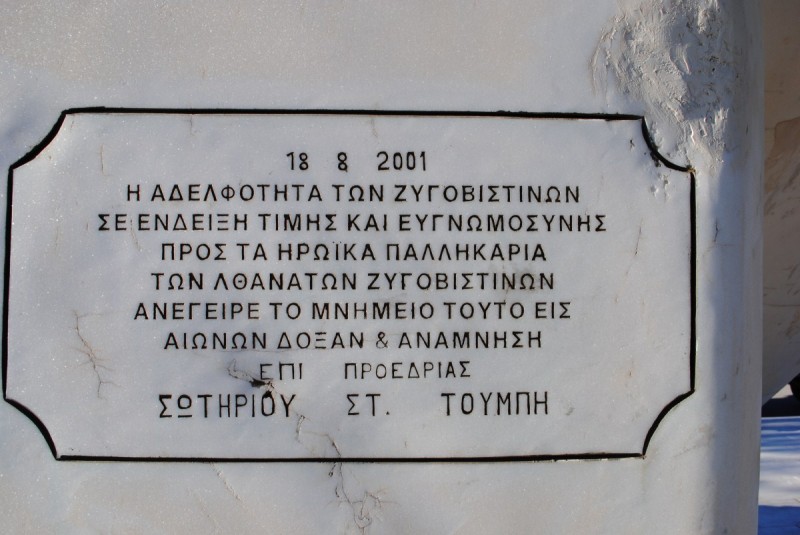 18 8 2001
Η ΑΔΕΛΦΟΤΗΤΑ ΤΩΝ ΖΥΓΟΒΙΣΤΙΝΩΝ
ΣΕ ΕΝΔΕΙΞΗ ΤΙΜΗΣ ΚΑΙ ΕΥΓΝΩΜΟΣΥΝΗΣ
ΠΡΟΣ ΤΑ ΗΡΩΪΚΑ ΠΑΛΛΗΚΑΡΙΑ
ΤΩΝ ΛΘΑΝΑΤΩΝ ΖΥΓΟΒΙΣΤΙΝΩΝ
ΑΝΕΓΕΙΡΕ ΤΟ ΜΝΗΜΕΙΟ ΤΟΥΤΟ ΕΙΣ
ΑΙΩΝΩΝ ΔΟΞΑΝ & ΑΝΑΜΝΗΣΗ
ΕΠΙ ΠΡΟΕΔΡΙΑΣ
ΣΩΤΗΡΙΟΥ ΣΤ. ΤΟΥΜΠΗ